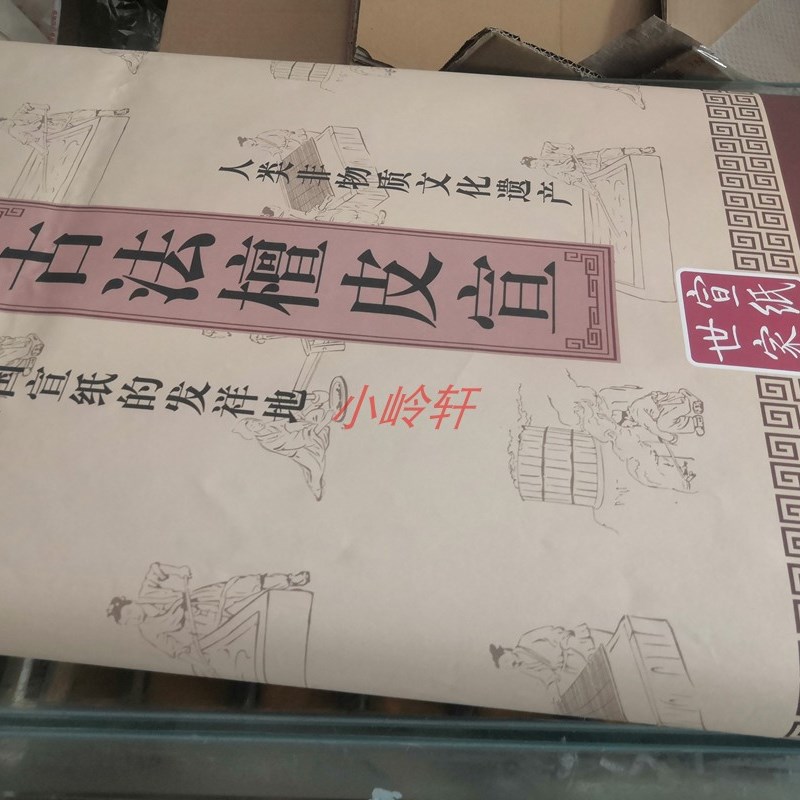 人类非物质文化遗产
古法檀皮宣
国宣纸的发祥地
宣纸
世家
小岭轩